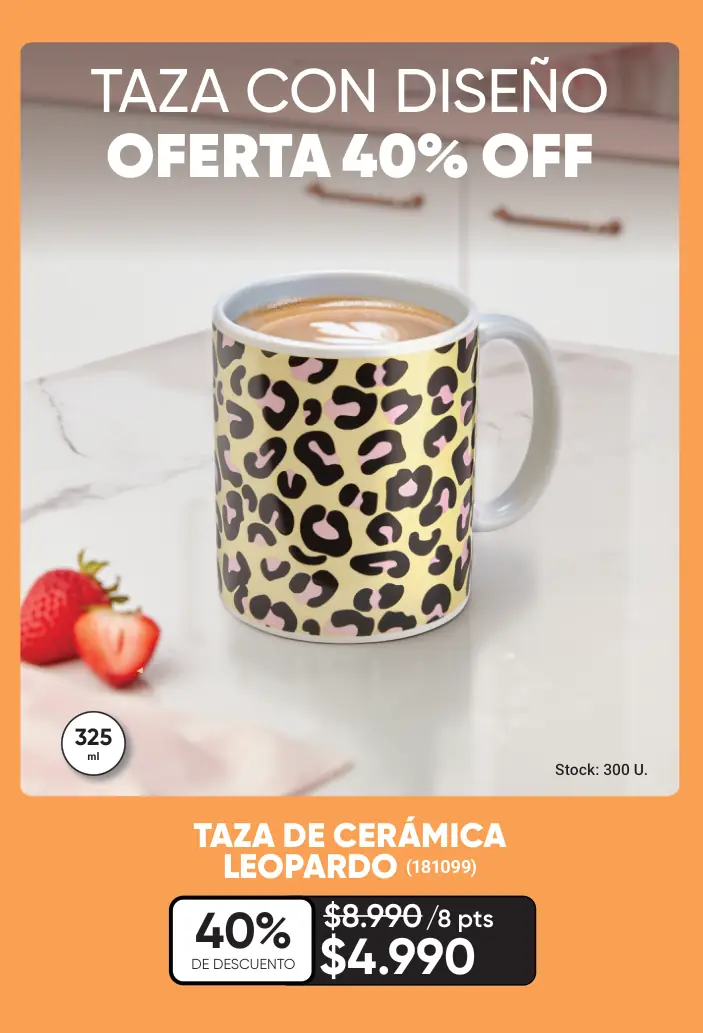 TAZA CON DISEÑO
OFERTA 40% OFF
325
ml
Stock: 300 U.
TAZA DE CERÁMICA
LEOPARDO (181099)
40%
DE DESCUENTO
$8.990 /8 pts
$4.990